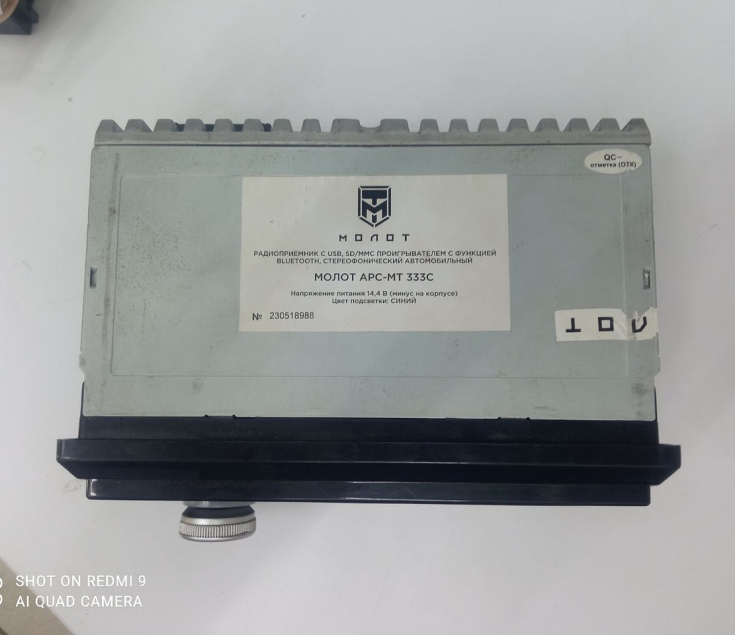 QC-
отметка (ОТК)
МОЛОТ
РАДИОПРИЕМНИК С USB, SD/MMC ПРОИГРЫВАТЕЛЕМ С ФУНКЦИЕЙ
BLUETOOTH, СТЕРЕОФОНИЧЕСКИЙ АВТОМОБИЛЬНЫЙ
МОЛОТ АРС-МТ 333С
Напряжение питания 14,4 В (минус на корпусе)
Цвет подсветки: СИНИЙ
№ 230518988
ЛОТ
SHOT ON REDMI 9
AI QUAD CAMERA